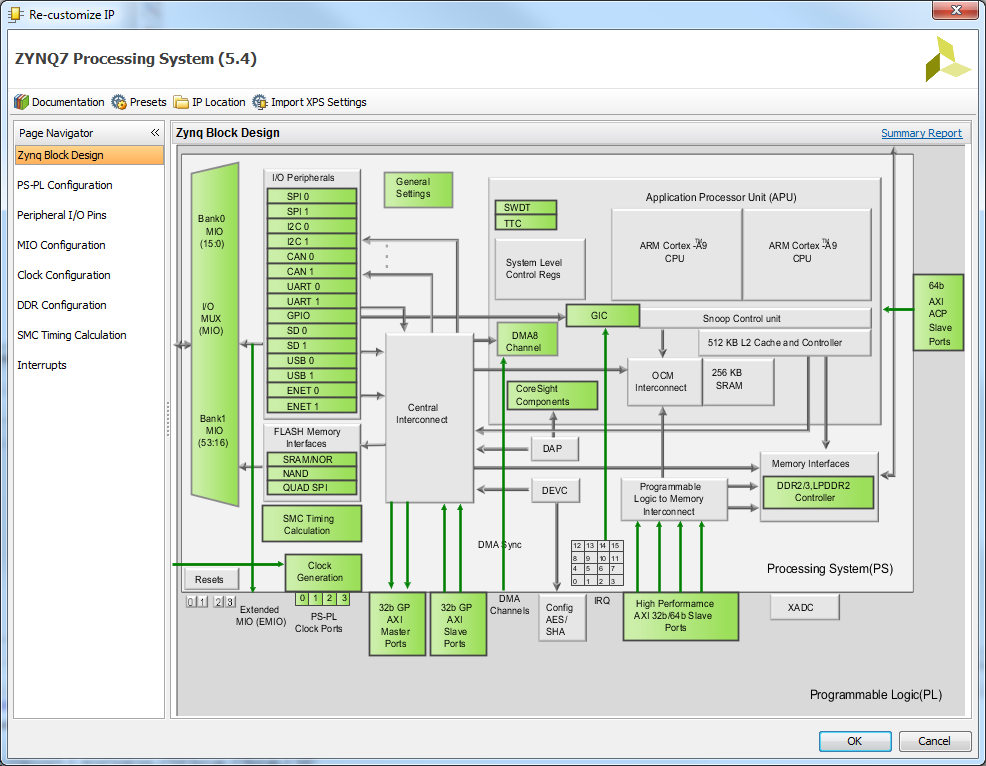 Re-customize IP
ZYNQ7 Processing System (5.4)
Documentation
Presets
IP Location
Import XPS Settings
Page Navigator
«
Zynq Block Design
PS-PL Configuration
Peripheral I/O Pins
MIO Configuration
Clock Configuration
DDR Configuration
SMC Timing Calculation
Interrupts
Zynq Block Design
Summary Report
Bank0
MIO
(15:0)
I/O
MUX
(MIO)
Bank1
MIO
(53:16)
I/O Peripherals
SPI 0
SPI 1
I2C 0
I2C 1
CAN 0
CAN 1
UART 0
UART 1
GPIO
SD 0
SD 1
USB 0
USB 1
ENET 0
ENET 1
FLASH Memory
Interfaces
SRAM/NOR
NAND
QUAD SPI
SMC Timing
Calculation
General
Settings
Application Processor Unit (APU)
SWDT
TTC
System Level
Control Regs
ARM Cortex -A9
TM
CPU
ARM Cortex -A9
TM
CPU
GIC
Snoop Control unit
DMA8
Channel
512 KB L2 Cache and Controller
OCM
Interconnect
256 KB
SRAM
CoreSight
Components
Central
Interconnect
DAP
DEVC
Programmable
Logic to Memory
Interconnect
Memory Interfaces
DDR2/3,LPDDR2
Controller
64b
AXI
ACP
Slave
Ports
DMA Sync
12 13 14 15
8 9 10 11
4 5 6 7
0 1 2 3
Processing System(PS)
Resets
0 1 2 3
Clock
Generation
0 1 2 3
Extended
MIO (EMIO)
PS-PL
Clock Ports
32b GP
AXI
Master
Ports
32b GP
AXI
Slave
Ports
DMA
Channels
Config
AES/
SHA
IRQ
High Performance
AXI 32b/64b Slave
Ports
XADC
Programmable Logic(PL)
OK
Cancel